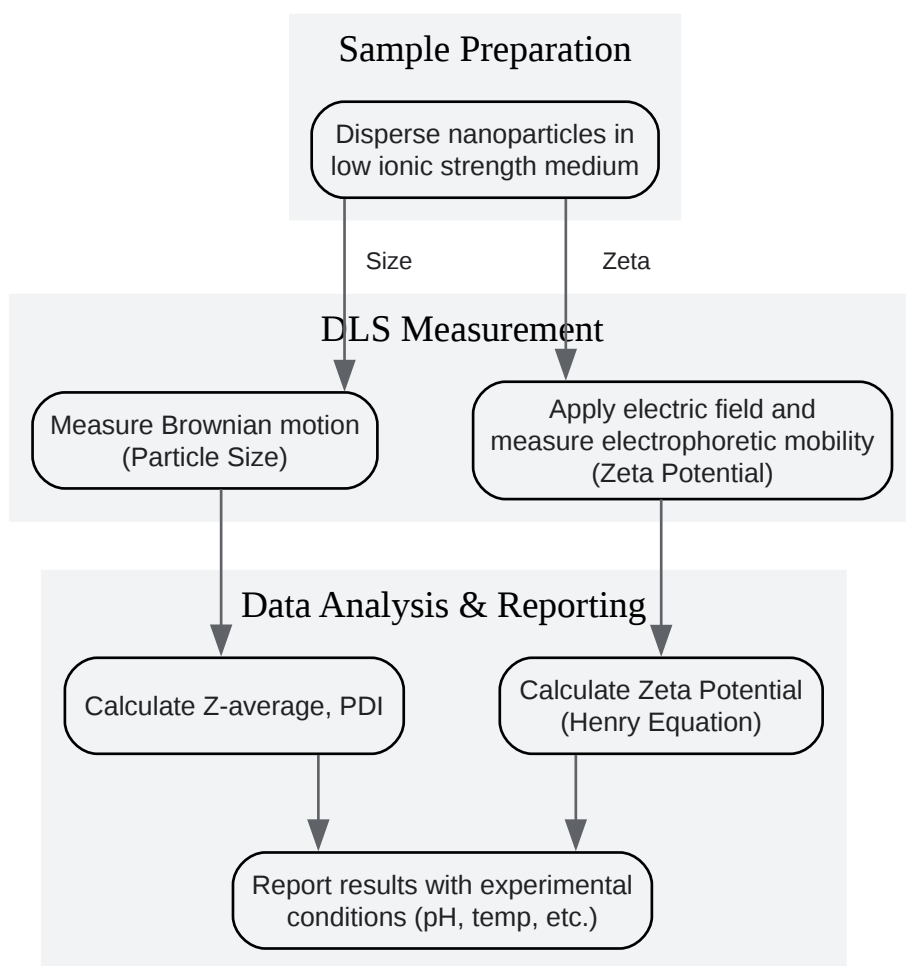 Sample Preparation
Disperse nanoparticles in
low ionic strength medium
Size
Zeta
DLS Measurement
Measure Brownian motion
(Particle Size)
Apply electric field and
measure electrophoretic mobility
(Zeta Potential)
Data Analysis & Reporting
Calculate Z-average, PDI
Calculate Zeta Potential
(Henry Equation)
Report results with experimental
conditions (pH, temp, etc.)